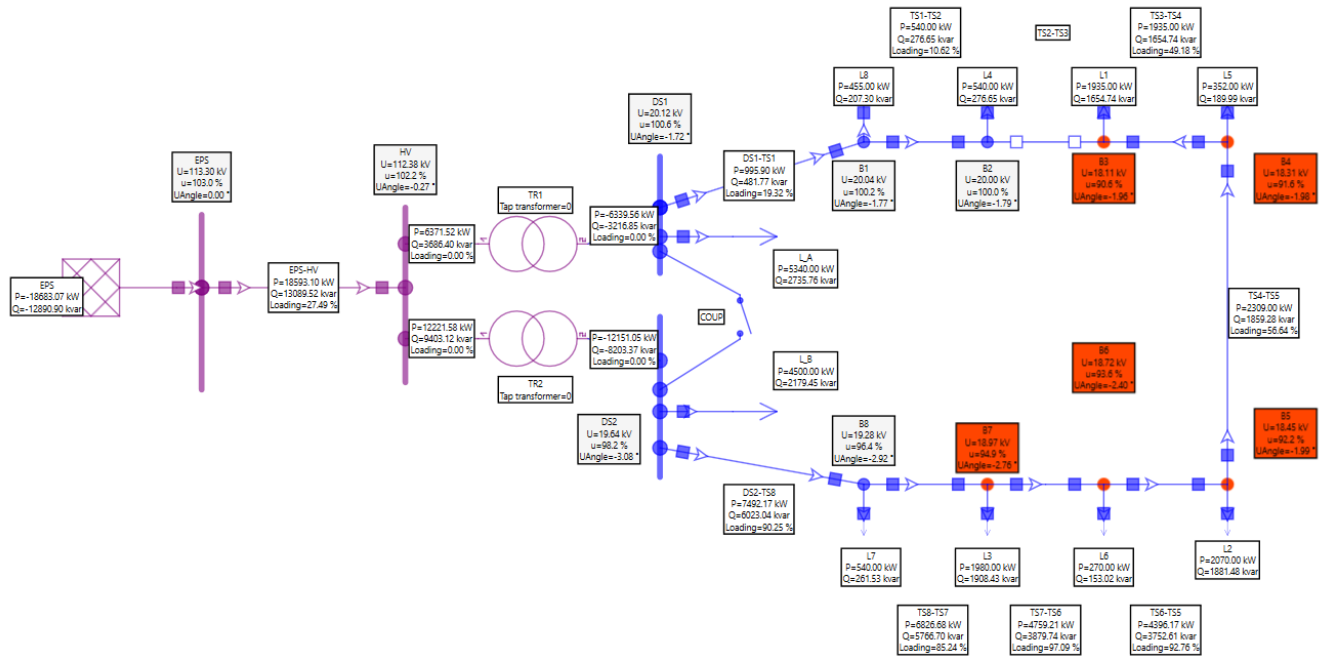 TS1-TS2
P=540.00 kW
Q=276.65 kvar
Loading=10.62 %
TS2-TS3
TS3-TS4
P=1935.00 kW
Q=1654.74 kvar
Loading=49.18 %
L8
P=455.00 kW
Q=207.30 kvar
L4
P=540.00 kW
Q=276.65 kvar
L1
P=1935.00 kW
Q=1654.74 kvar
L5
P=352.00 kW
Q=189.99 kvar
DS1
U=20.12 kV
u=100.6 %
UAngle=-1.72 °
EPS
U=113.30 kV
u=103.0 %
UAngle=0.00 °
HV
U=112.38 kV
u=102.2 %
UAngle=-0.27 °
DS1-TS1
P=995.90 kW
Q=481.77 kvar
Loading=19.32 %
B1
U=20.04 kV
u=100.2 %
UAngle=-1.77 °
B2
U=20.00 kV
u=100.0 %
UAngle=-1.79 °
B3
U=18.11 kV
u=90.6 %
UAngle=-1.96 °
B4
U=18.31 kV
u=91.6 %
UAngle=-1.98 °
TR1
Tap transformer=0
P=6371.52 kW
Q=3686.40 kvar
Loading=0.00 %
1
2
P=-6339.56 kW
Q=-3216.85 kvar
Loading=0.00 %
L_A
P=5340.00 kW
Q=2735.76 kvar
EPS
P=-18683.07 kW
Q=-12890.90 kvar
EPS-HV
P=18593.10 kW
Q=13089.52 kvar
Loading=27.49 %
COUP
TS4-TS5
P=2309.00 kW
Q=1859.28 kvar
Loading=56.64 %
P=12221.58 kW
Q=9403.12 kvar
Loading=0.00 %
1
2
P=-12151.05 kW
Q=-8203.37 kvar
Loading=0.00 %
TR2
Tap transformer=0
L_B
P=4500.00 kW
Q=2179.45 kvar
B6
U=18.72 kV
u=93.6 %
UAngle=-2.40 °
DS2
U=19.64 kV
u=98.2 %
UAngle=-3.08 °
B8
U=19.28 kV
u=96.4 %
UAngle=-2.92 °
B7
U=18.97 kV
u=94.9 %
UAngle=-2.76 °
B5
U=18.45 kV
u=92.2 %
UAngle=-1.99 °
DS2-TS8
P=7492.17 kW
Q=6023.04 kvar
Loading=90.25 %
L7
P=540.00 kW
Q=261.53 kvar
L3
P=1980.00 kW
Q=1908.43 kvar
L6
P=270.00 kW
Q=153.02 kvar
L2
P=2070.00 kW
Q=1881.48 kvar
TS8-TS7
P=6826.68 kW
Q=5766.70 kvar
Loading=85.24 %
TS7-TS6
P=4759.21 kW
Q=3879.74 kvar
Loading=97.09 %
TS6-TS5
P=4396.17 kW
Q=3752.61 kvar
Loading=92.76 %